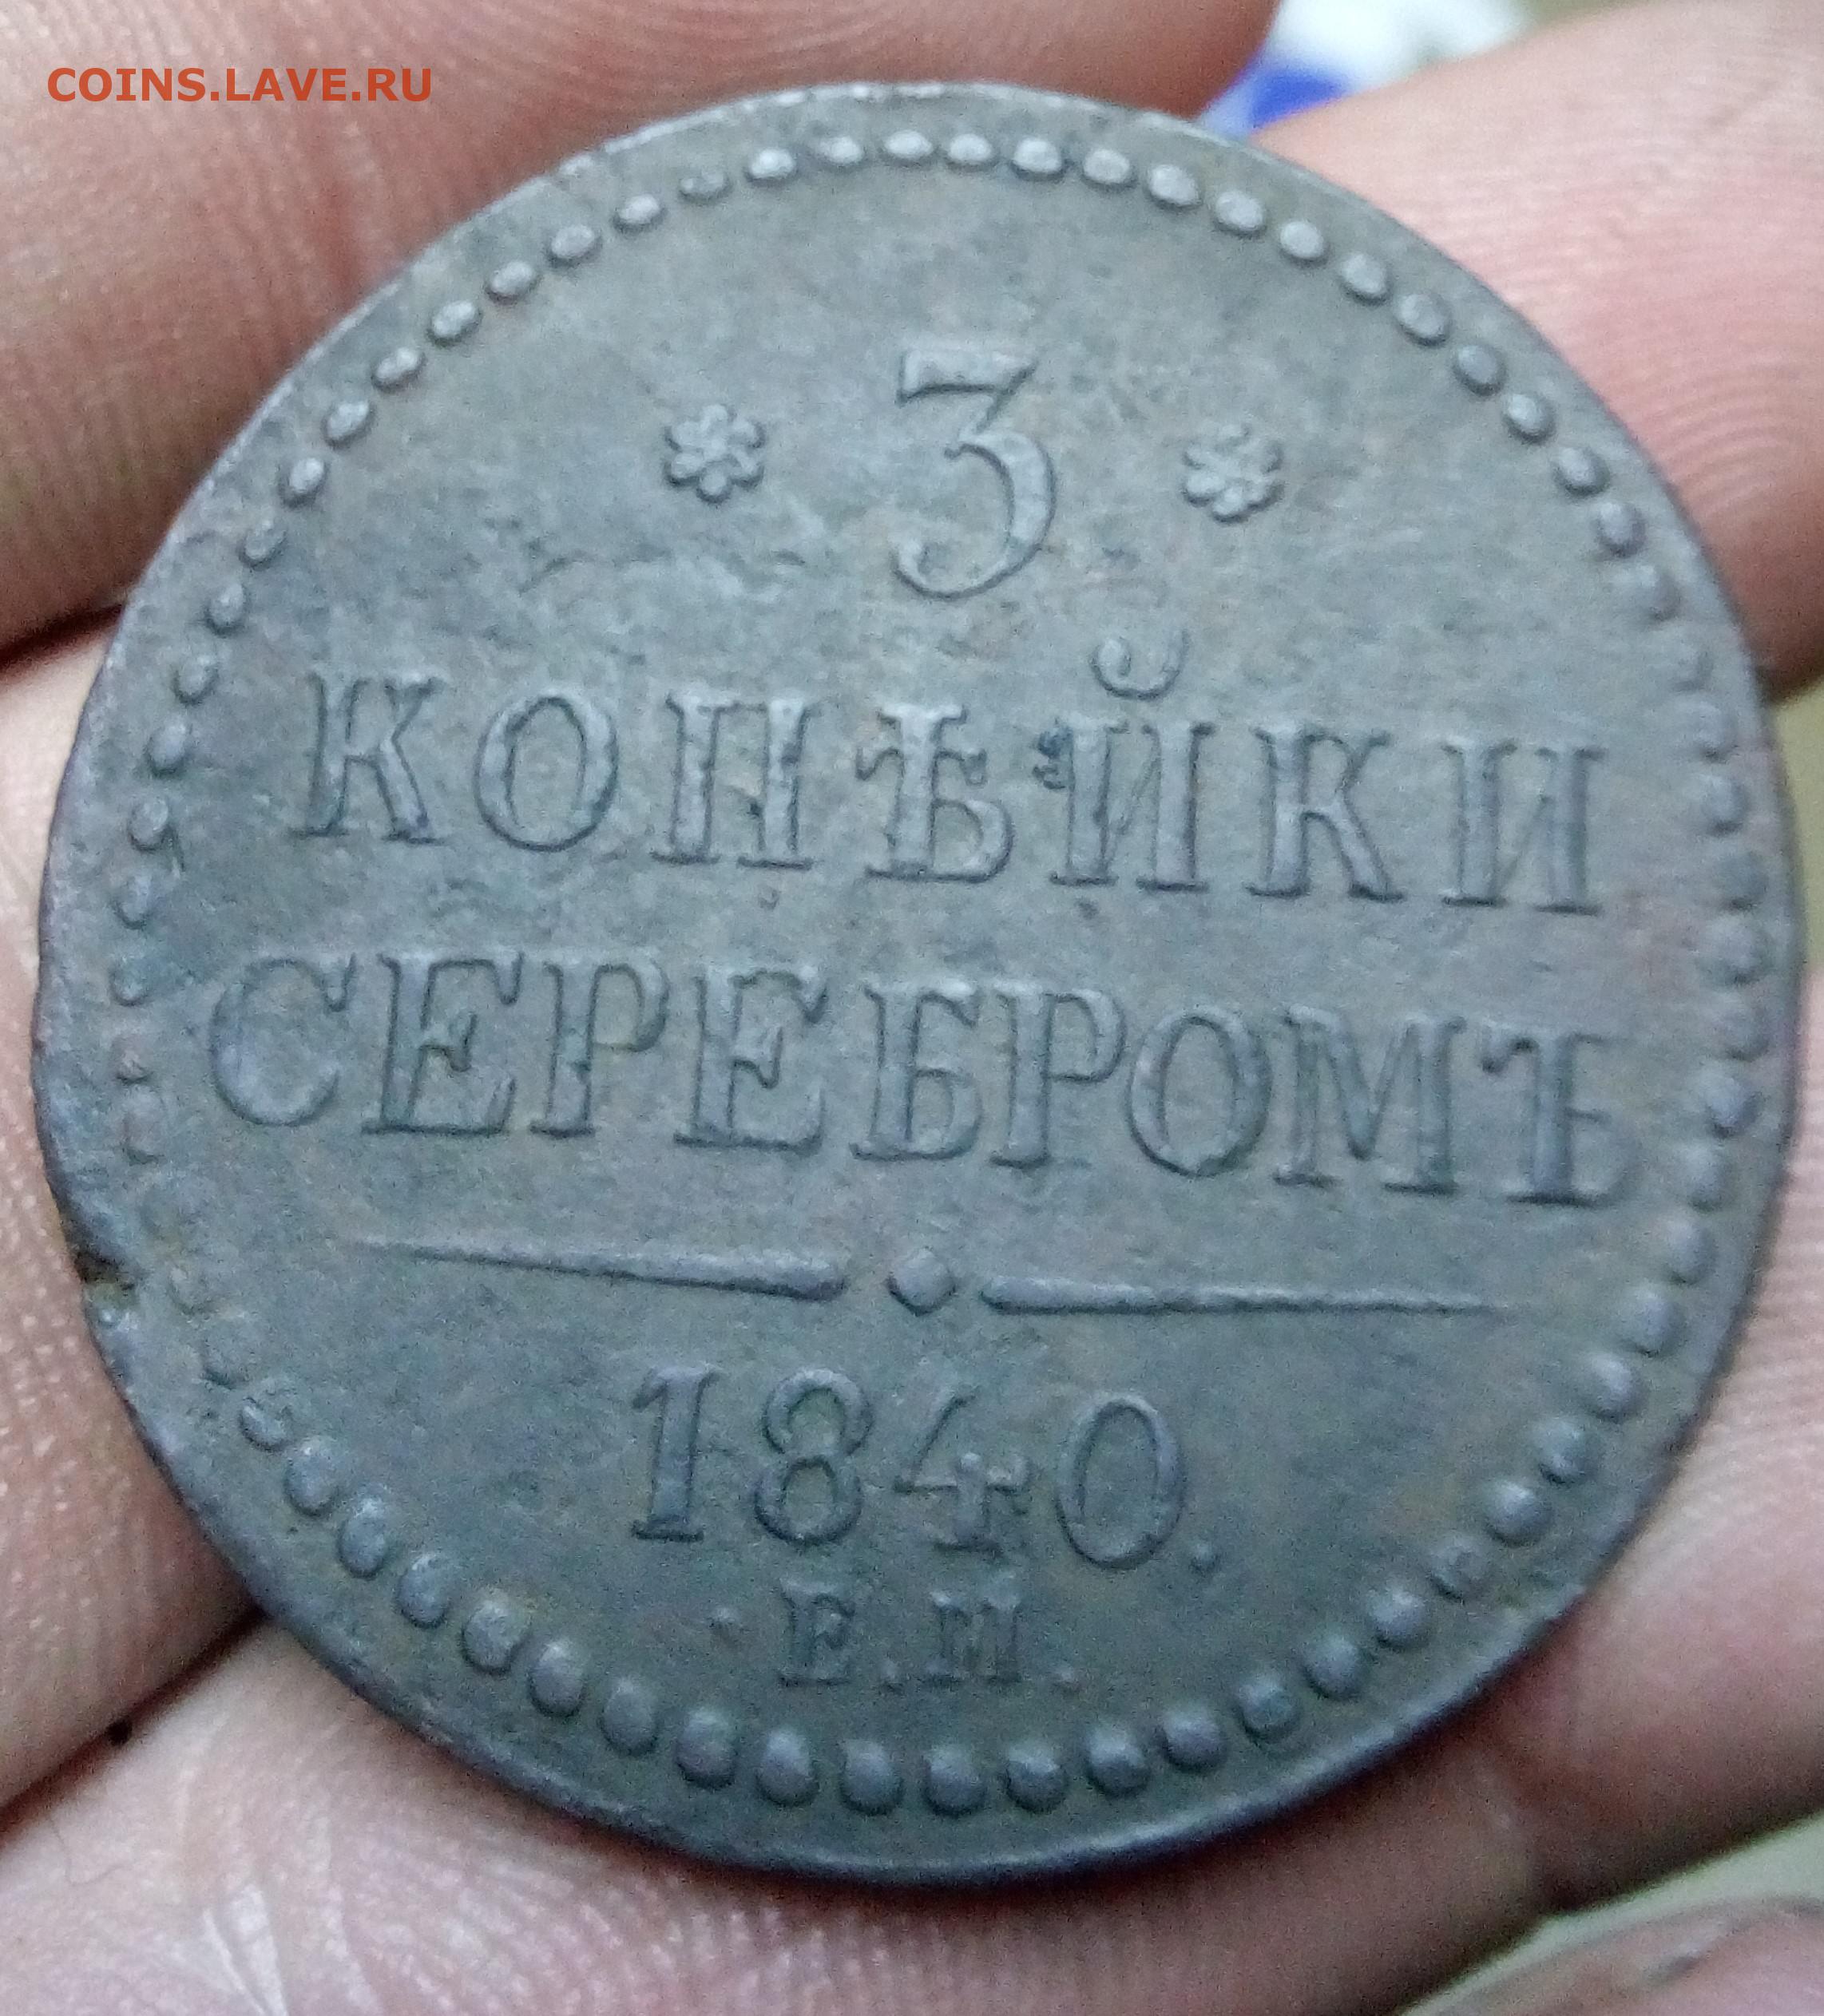 COINS.LAVE.RU
3
КОПѢЙКИ
СЕРЕБРОМЪ
1840.
Е.М.